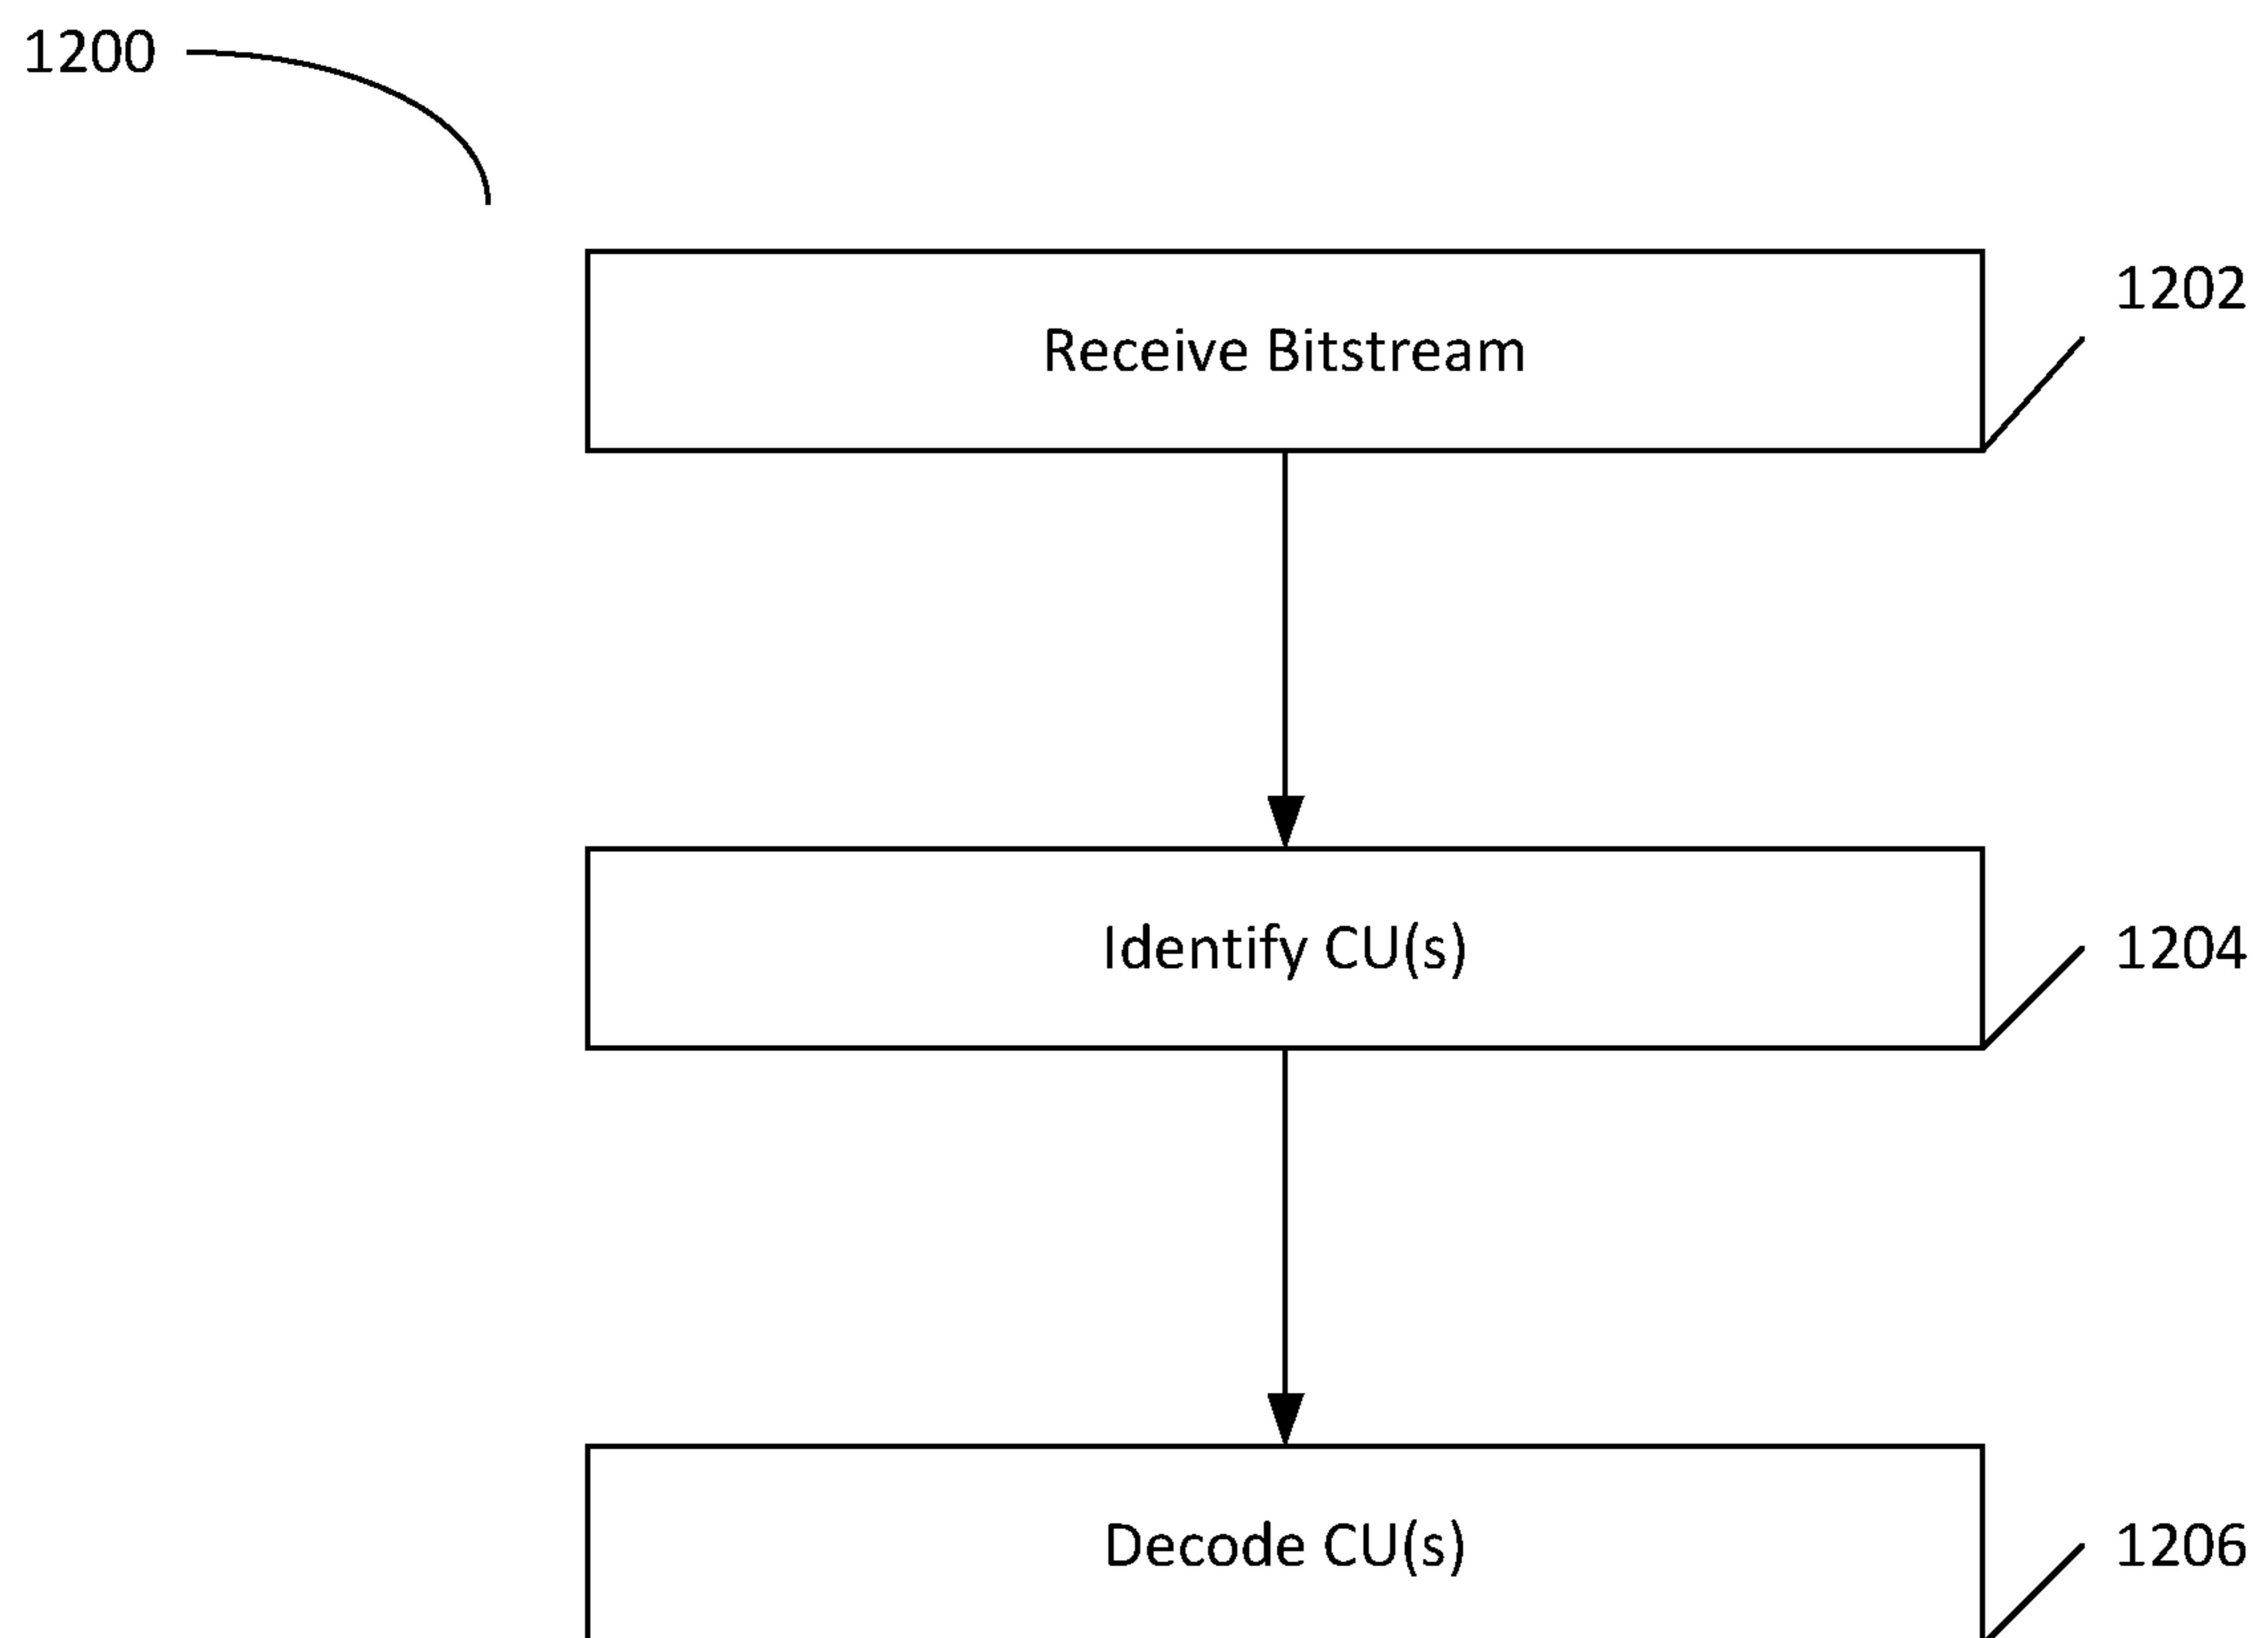 1200
Receive Bitstream
1202
Identify CU(s)
1204
Decode CU(s)
1206